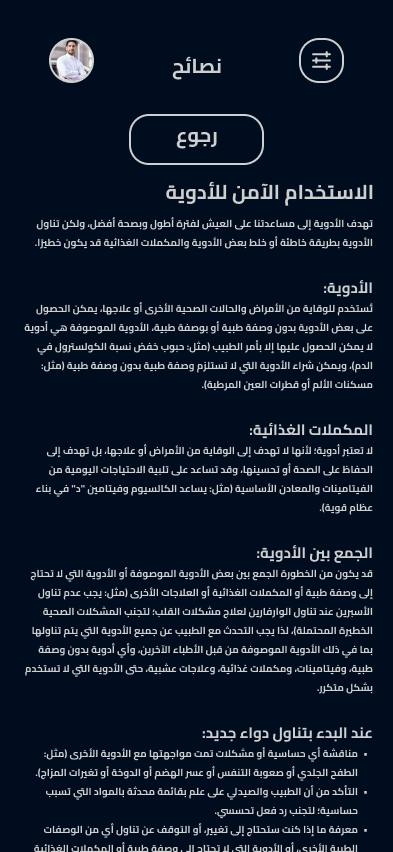 نصائح
رجوع
الاستخدام الآمن للأدوية
تهدف الأدوية إلى مساعدتنا على العيش لفترة أطول وبصحة أفضل، ولكن تناول
الأدوية بطريقة خاطئة أو خلط بعض الأدوية والمكملات الغذائية قد يكون خطيرًا.
الأدوية:
تُستخدم للوقاية من الأمراض والحالات الصحية الأخرى أو علاجها، يمكن الحصول
على بعض الأدوية بدون وصفة طبية أو بوصفة طبية، الأدوية الموصوفة هي أدوية
لا يمكن الحصول عليها إلا بأمر الطبيب (مثل: حبوب خفض نسبة الكولسترول في
الدم)، ويمكن شراء الأدوية التي لا تستلزم وصفة طبية بدون وصفة طبية (مثل:
مسكنات الألم أو قطرات العين المرطبة).
المكملات الغذائية:
لا تعتبر أدوية؛ لأنها لا تهدف إلى الوقاية من الأمراض أو علاجها، بل تهدف إلى
الحفاظ على الصحة أو تحسينها، وقد تساعد على تلبية الاحتياجات اليومية من
الفيتامينات والمعادن الأساسية (مثل: يساعد الكالسيوم وفيتامين "د" في بناء
عظام قوية).
الجمع بين الأدوية:
قد يكون من الخطورة الجمع بين بعض الأدوية الموصوفة أو الأدوية التي لا تحتاج
إلى وصفة طبية أو المكملات الغذائية أو العلاجات الأخرى (مثل: يجب عدم تناول
الأسبرين عند تناول الوارفارين لعلاج مشكلات القلب؛ لتجنب المشكلات الصحية
الخطيرة المحتملة)، لذا يجب التحدث مع الطبيب عن جميع الأدوية التي يتم تناولها
بما في ذلك الأدوية الموصوفة من قبل الأطباء الآخرين، وأي أدوية بدون وصفة
طبية، وفيتامينات، ومكملات غذائية، وعلاجات عشبية، حتى الأدوية التي لا تستخدم
بشكل متكرر.
عند البدء بتناول دواء جديد:
• مناقشة أي حساسية أو مشكلات تمت مواجهتها مع الأدوية الأخرى (مثل:
الطفح الجلدي أو صعوبة التنفس أو عسر الهضم أو الدوخة أو تغيرات المزاج).
• التأكد من أن الطبيب والصيدلي على علم بقائمة محدثة بالمواد التي تسبب
حساسية؛ لتجنب رد فعل تحسسي.
• معرفة ما إذا كنت ستحتاج إلى تغيير، أو التوقف عن تناول أي من الوصفات
الطبية الأخرى، أو الأدوية التي لا تحتاج إلى وصفة طبية أو المكملات الغذائية